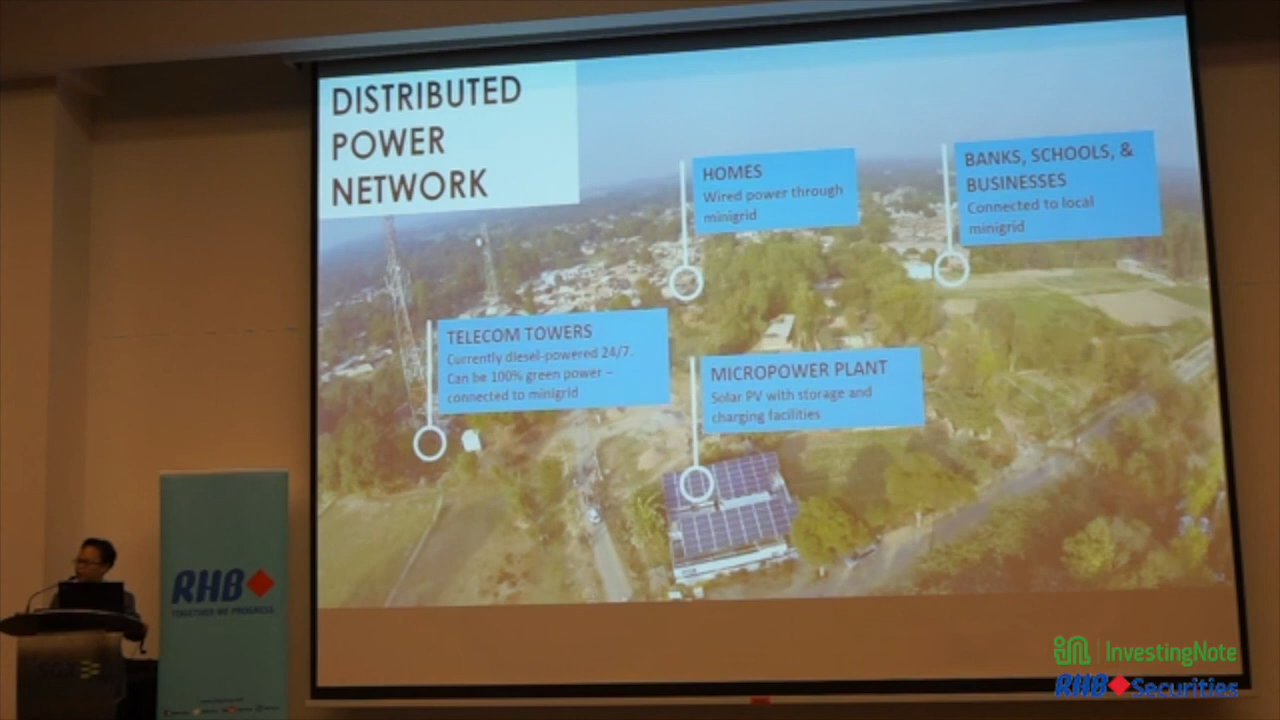 DISTRIBUTED
POWER
NETWORK
HOMES
Wired power through
minigrid
BANKS, SCHOOLS, &
BUSINESSES
Connected to local
minigrid
TELECOM TOWERS
Currently diesel-powered 24/7.
Can be 100% green power –
connected to minigrid
MICROPOWER PLANT
Solar PV with storage and
charging facilities
RHB
TOGETHER WE PROGRESS
InvestingNote
RHB Securities